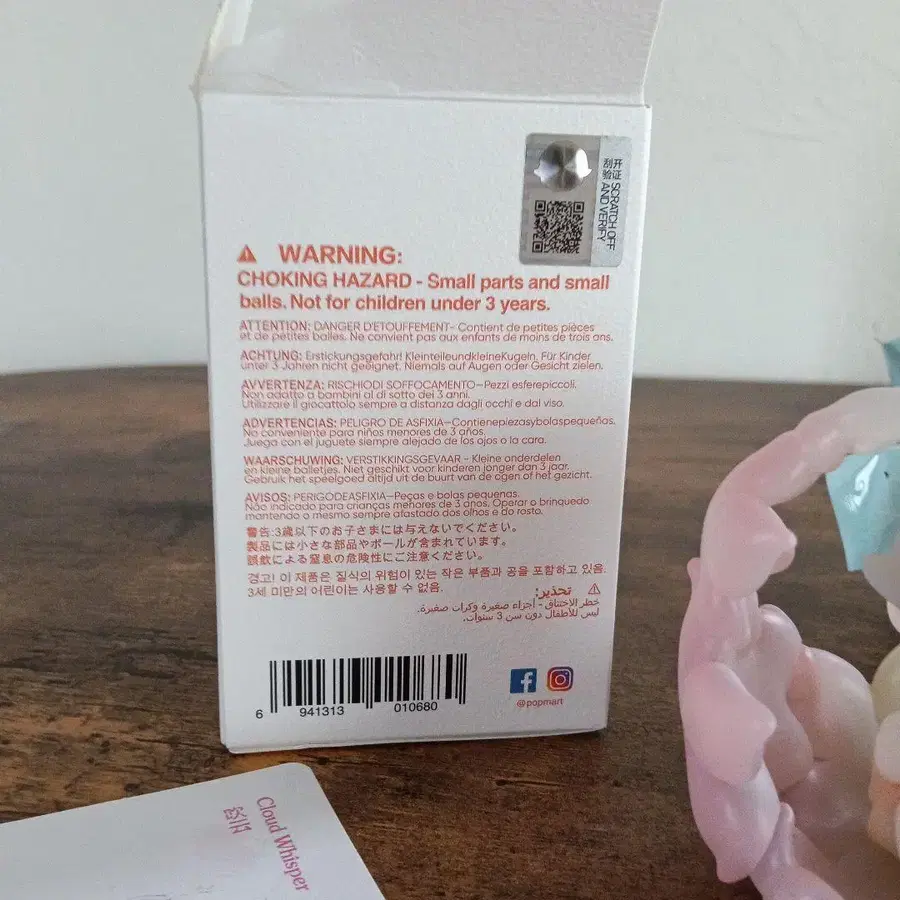 刮开
验证
SCRATCH OFF
AND VERIFY
WARNING:
CHOKING HAZARD - Small parts and small
balls. Not for children under 3 years.
ATTENTION: DANGER D'ETOUFFEMENT- Contient de petites pièces
et de petites balles. Ne convient pas aux enfants de moins de trois ans.
ACHTUNG: Erstickungsgefahr! KleinteileundkleineKugeln. Für Kinder
unter 3 Jahren nicht geeignet. Niemals auf Augen oder Gesicht zielen.
AVVERTENZA: RISCHIODI SOFFOCAMENTO—Pezzi esferepiccoli.
Non adatto a bambini al di sotto dei 3 anni.
Utilizzare il giocattolo sempre a distanza dagli occhi e dal viso.
ADVERTENCIAS: PELIGRO DE ASFIXIA—Contienepiezasybolaspequeñas.
No conveniente para niños menores de 3 años.
Juega con el juguete siempre alejado de los ojos o la cara.
WAARSCHUWING: VERSTIKKINGSGEVAAR - Kleine onderdelen
en kleine balletjes. Niet geschikt voor kinderen jonger dan 3 jaar.
Gebruik het speelgoed altijd uit de buurt van de ogen of het gezicht.
AVISOS: PERIGODEASFIXIA—Peças e bolas pequenas.
Não indicado para crianças menores de 3 anos. Operar o brinquedo
mantendo o mesmo sempre afastado dos olhos e do rosto.
警告:3歳以下のお子さまには与えないでください。
製品には小さな部品やボールが含まれています。
誤飲による窒息の危険性にご注意ください。
경고! 이 제품은 질식의 위험이 있는 작은 부품과 공을 포함하고 있음.
3세 미만의 어린이는 사용할 수 없음.
تحذير:
خطر الاختناق - أجزاء صغيرة وكرات صغيرة.
ليس للأطفال دون سن 3 سنوات.
6 941313 010680
@popmart
Cloud Whisper